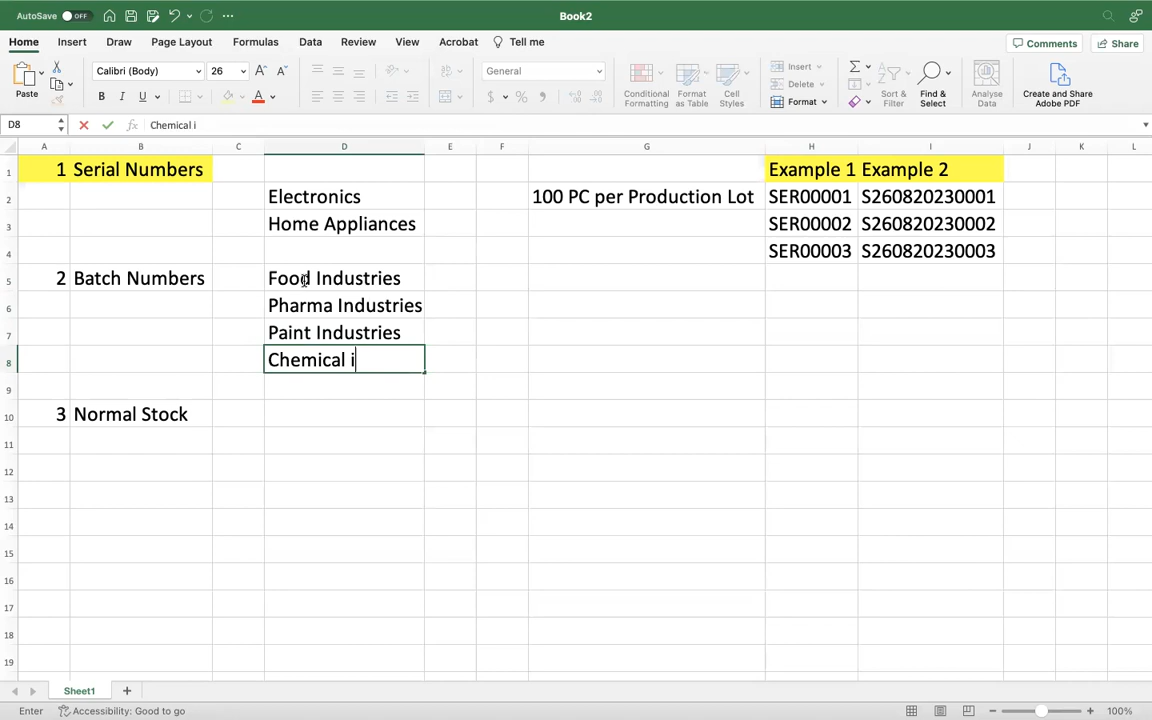 AutoSave OFF
Book2
Home Insert Draw Page Layout Formulas Data Review View Acrobat Tell me
Comments Share
Paste
Calibri (Body) 26
General
Conditional Formatting
Format as Table
Cell Styles
Insert
Delete
Format
Sort & Filter
Find & Select
Analyse Data
Create and Share Adobe PDF
D8 fx Chemical i
A B C D E F G H I J K L
1 1 Serial Numbers Example 1 Example 2
2 Electronics 100 PC per Production Lot SER00001 S260820230001
3 Home Appliances SER00002 S260820230002
4 SER00003 S260820230003
5 2 Batch Numbers Food Industries
6 Pharma Industries
7 Paint Industries
8 Chemical i
9
10 3 Normal Stock
11
12
13
14
15
16
17
18
19
Sheet1
Enter Accessibility: Good to go 100%